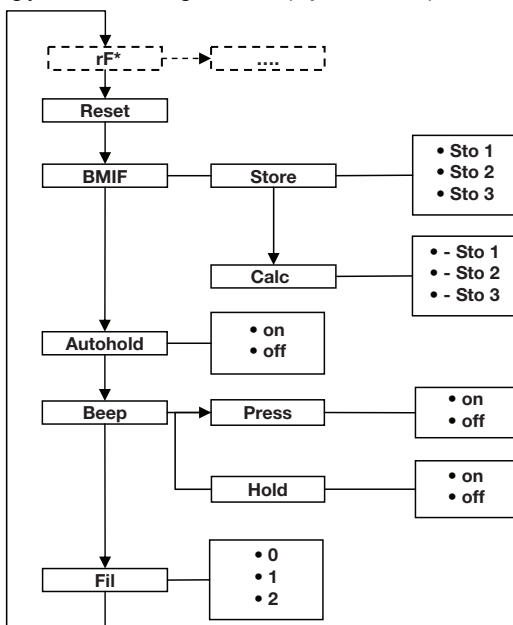 rF*
....
Reset
BMIF
Store
• Sto 1
• Sto 2
• Sto 3
Calc
• - Sto 1
• - Sto 2
• - Sto 3
Autohold
• on
• off
Beep
Press
• on
• off
Hold
• on
• off
Fil
• 0
• 1
• 2